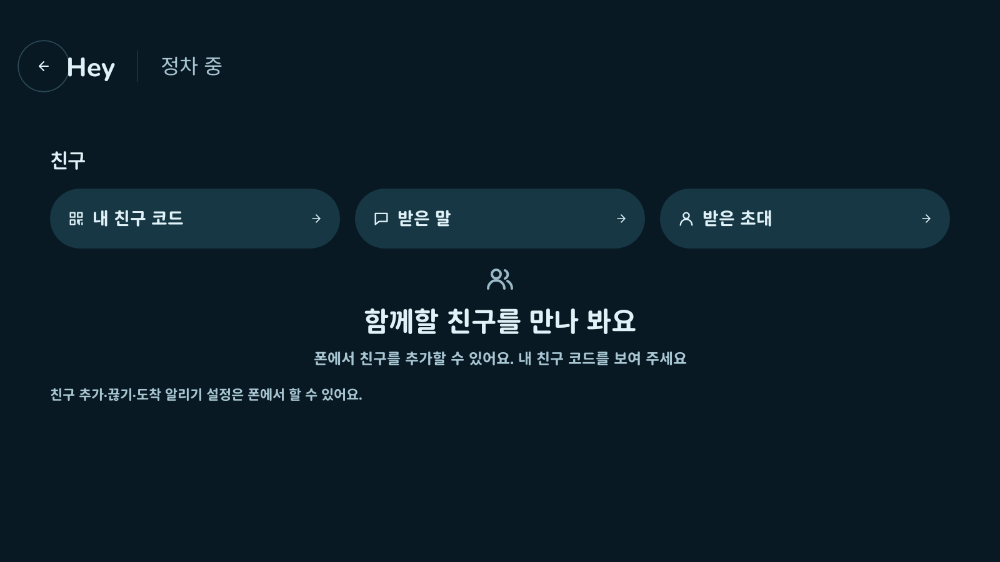 Hey
정차 중
친구
내 친구 코드
받은 말
받은 초대
함께할 친구를 만나 봐요
폰에서 친구를 추가할 수 있어요. 내 친구 코드를 보여 주세요
친구 추가·끊기·도착 알리기 설정은 폰에서 할 수 있어요.